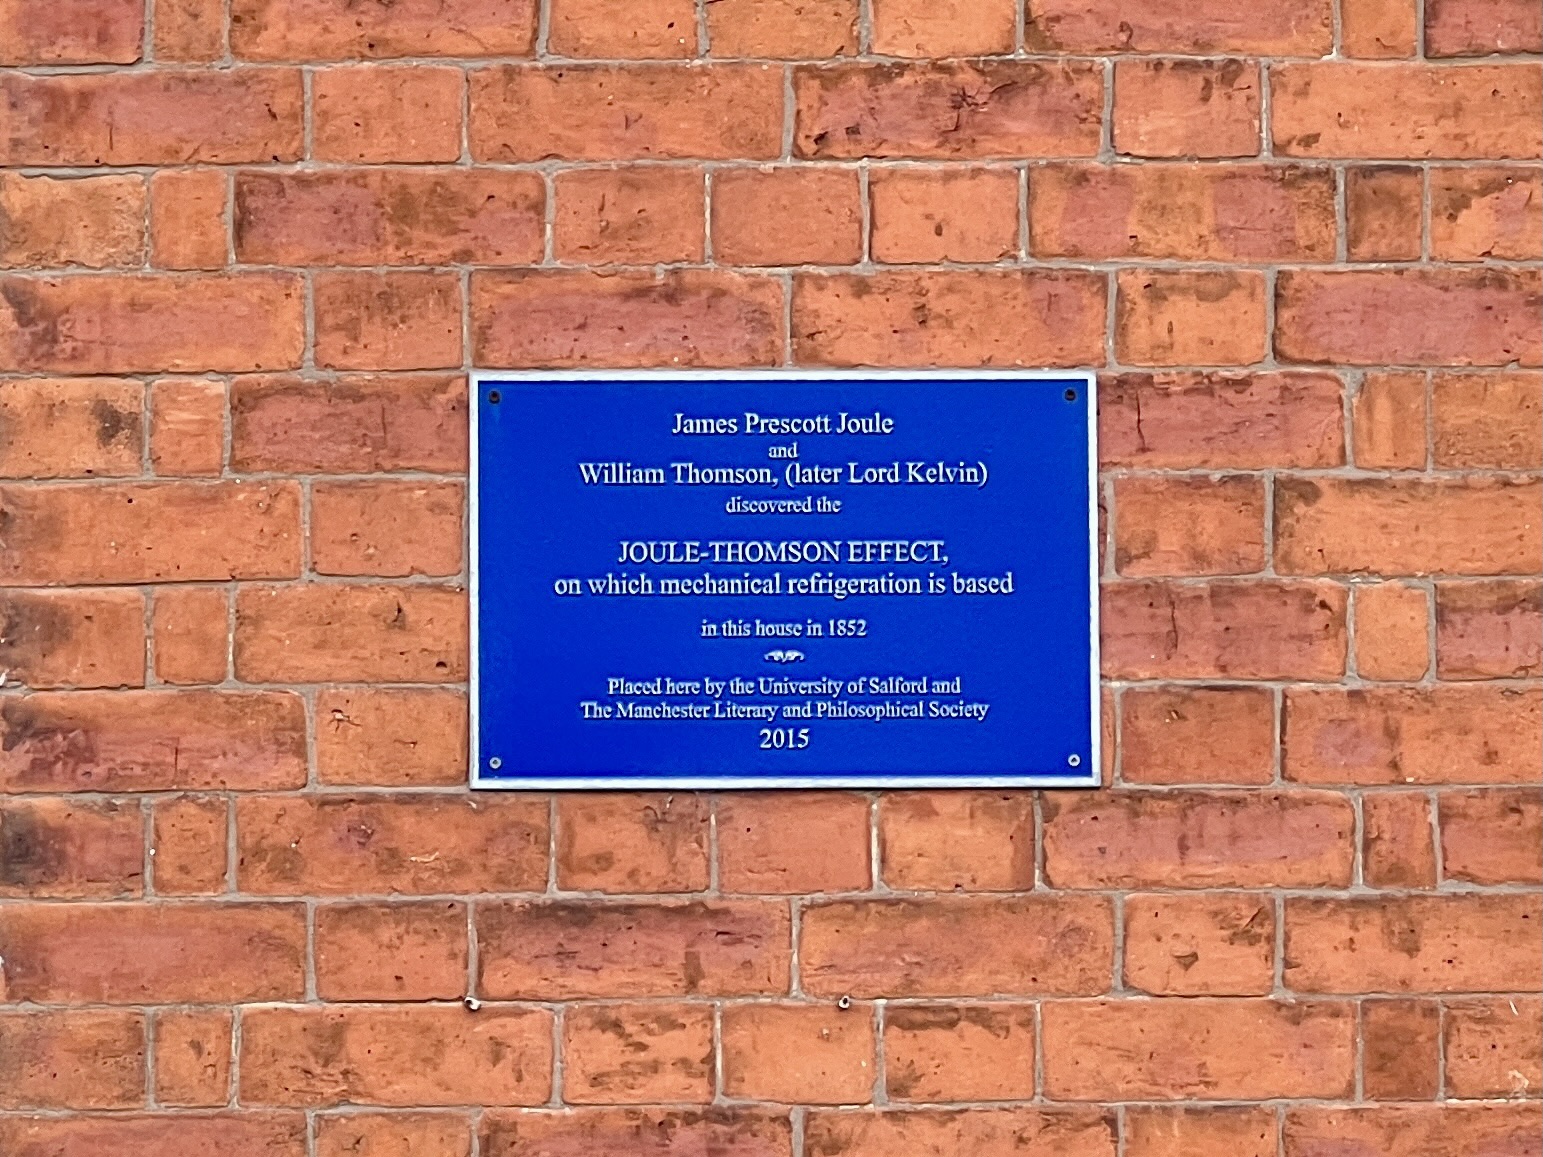 James Prescott Joule
and
William Thomson, (later Lord Kelvin)
discovered the
JOULE-THOMSON EFFECT,
on which mechanical refrigeration is based
in this house in 1852
Placed here by the University of Salford and
The Manchester Literary and Philosophical Society
2015